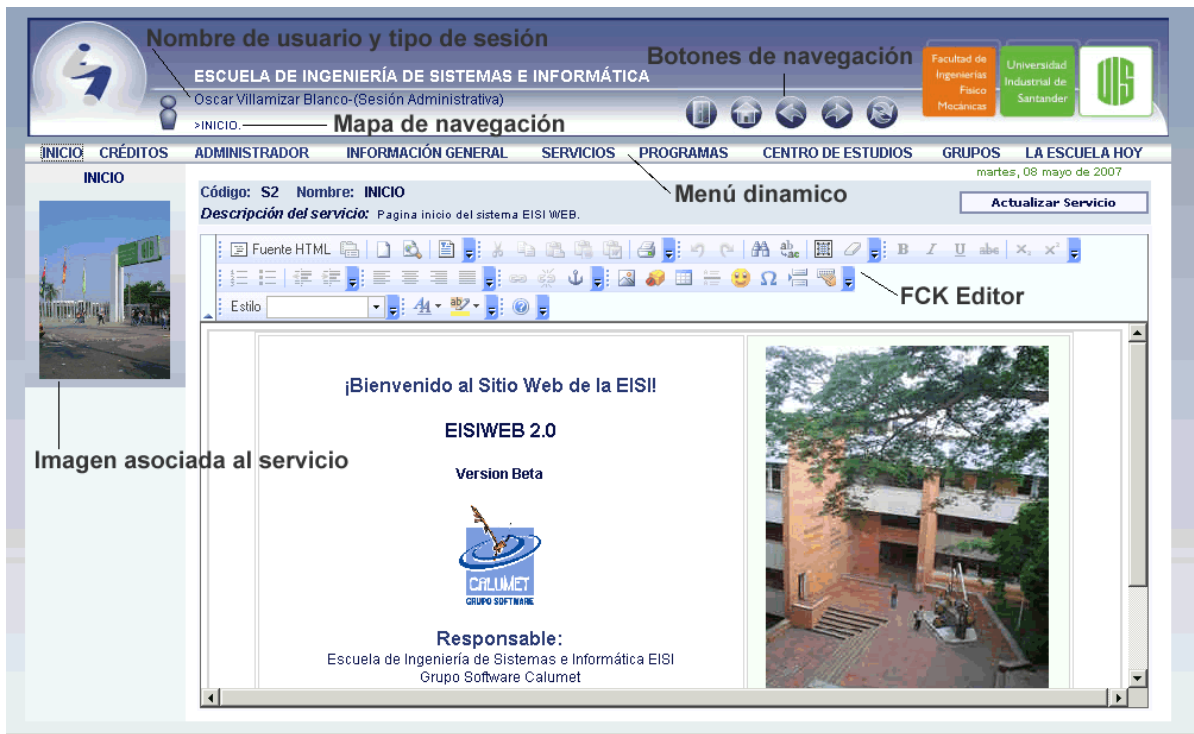 Nombre de usuario y tipo de sesión
Botones de navegación
Facultad de
Ingenierías
Físico
Mecánicas
Universidad
Industrial de
Santander
UIS
ESCUELA DE INGENIERÍA DE SISTEMAS E INFORMÁTICA
Oscar Villamizar Blanco-(Sesión Administrativa)
>INICIO.
Mapa de navegación
INICIO CRÉDITOS ADMINISTRADOR INFORMACIÓN GENERAL SERVICIOS PROGRAMAS CENTRO DE ESTUDIOS GRUPOS LA ESCUELA HOY
INICIO
martes, 08 mayo de 2007
Código: S2 Nombre: INICIO
Menú dinamico
Actualizar Servicio
Descripción del servicio: Pagina inicio del sistema EISI WEB.
Fuente HTML
FCK Editor
Estilo
¡Bienvenido al Sitio Web de la EISI!
EISIWEB 2.0
Imagen asociada al servicio
Version Beta
CALUMET
GRUPO SOFTWARE
Responsable:
Escuela de Ingeniería de Sistemas e Informática EISI
Grupo Software Calumet